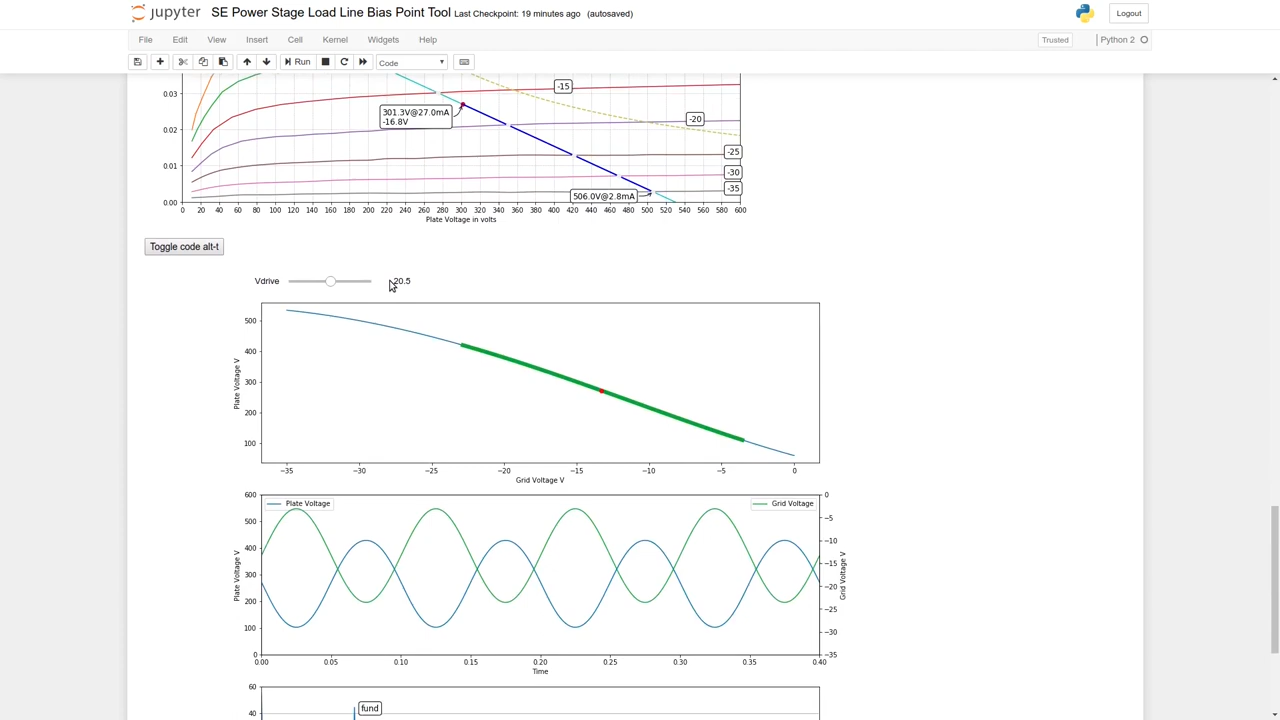 jupyter SE Power Stage Load Line Bias Point Tool Last Checkpoint: 19 minutes ago (autosaved) Logout
File Edit View Insert Cell Kernel Widgets Help Trusted Python 2
Run Code
0.03 -15
301.3V@27.0mA
-16.8V
-20
0.02
-25
0.01
-30
-35
506.0V@2.8mA
0.00
0 20 40 60 80 100 120 140 160 180 200 220 240 260 280 300 320 340 360 380 400 420 440 460 480 500 520 540 560 580 600
Plate Voltage in volts
Toggle code alt-t
Vdrive 20.5
500
400
300
200
100
Plate Voltage V
−35 −30 −25 −20 −15 −10 −5 0
Grid Voltage V
600 0
Plate Voltage Grid Voltage
500 −5
400 −10
−15
300
−20
200
−25
100 −30
0 −35
Plate Voltage V
Grid Voltage V
0.00 0.05 0.10 0.15 0.20 0.25 0.30 0.35 0.40
Time
60
fund
40